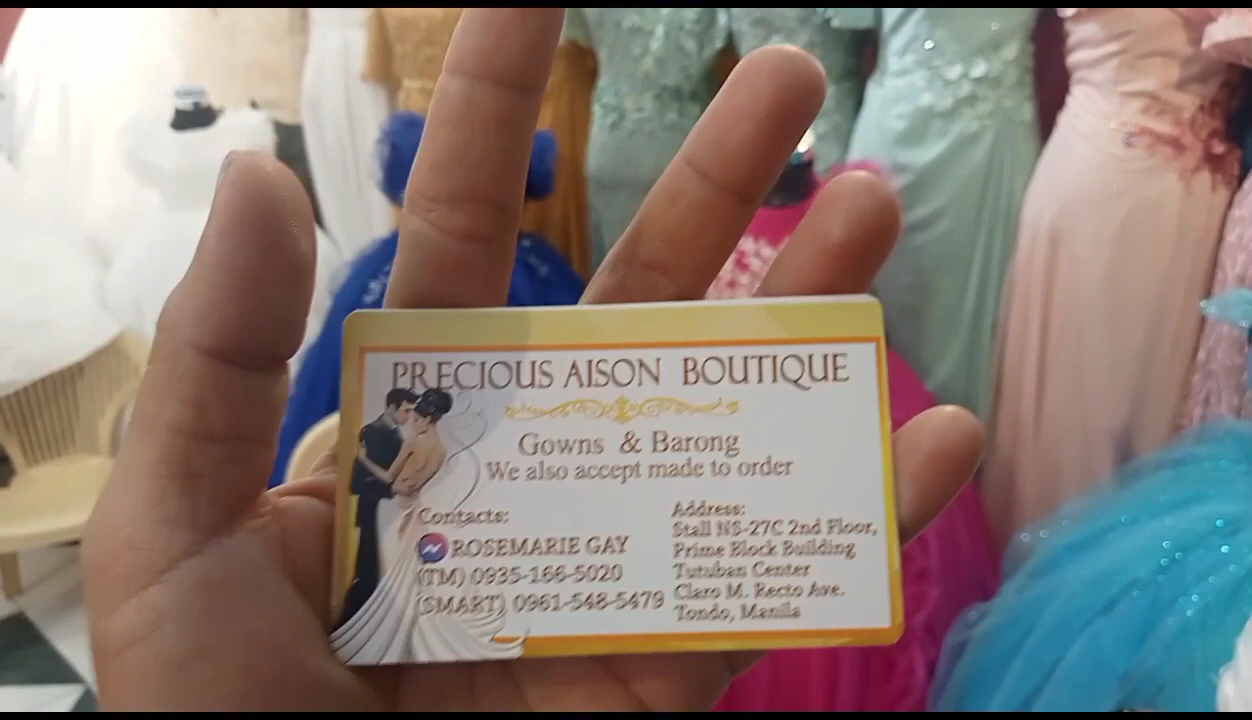 PRECIOUS AISON BOUTIQUE
Gowns & Barong
We also accept made to order
Contacts:
ROSEMARIE GAY
(TM) 0935-166-5020
(SMART) 0961-548-5479
Address:
Stall NS-27C 2nd Floor,
Prime Block Building
Tutuban Center
Claro M. Recto Ave.
Tondo, Manila